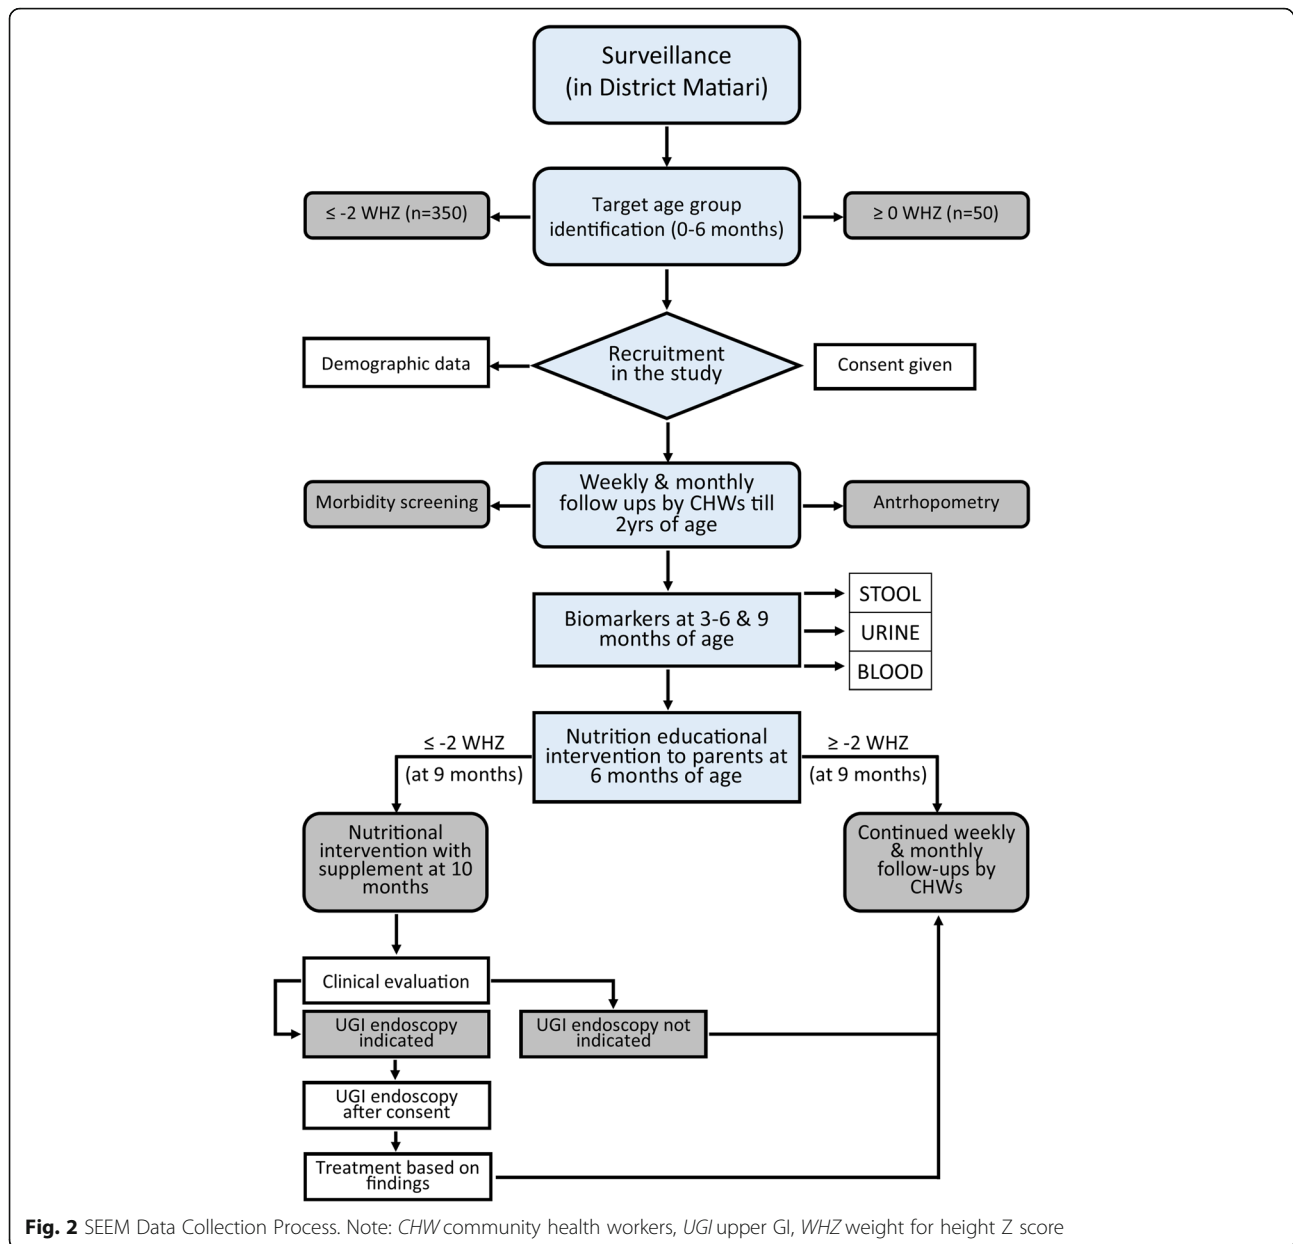 Surveillance
(in District Matiari)
≤ -2 WHZ (n=350)
Target age group
identification (0-6 months)
≥ 0 WHZ (n=50)
Demographic data
Recruitment
in the study
Consent given
Morbidity screening
Weekly & monthly
follow ups by CHWs till
2yrs of age
Antrhopometry
Biomarkers at 3-6 & 9
months of age
STOOL
URINE
BLOOD
≤ -2 WHZ
(at 9 months)
Nutrition educational
intervention to parents at
6 months of age
≥ -2 WHZ
(at 9 months)
Nutritional
intervention with
supplement at 10
months
Continued weekly
& monthly
follow-ups by
CHWs
Clinical evaluation
UGI endoscopy
indicated
UGI endoscopy not
indicated
UGI endoscopy
after consent
Treatment based on
findings
Fig. 2 SEEM Data Collection Process. Note: CHW community health workers, UGI upper GI, WHZ weight for height Z score